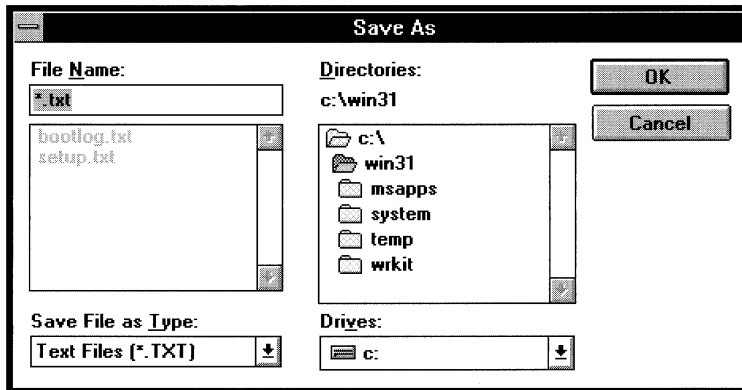 Save As
File Name:
*.txt
bootlog.txt
setup.txt
Save File as Type:
Text Files (*.TXT)
Directories:
c:\win31
c:\
win31
msapps
system
temp
wrkit
Drives:
c:
OK
Cancel